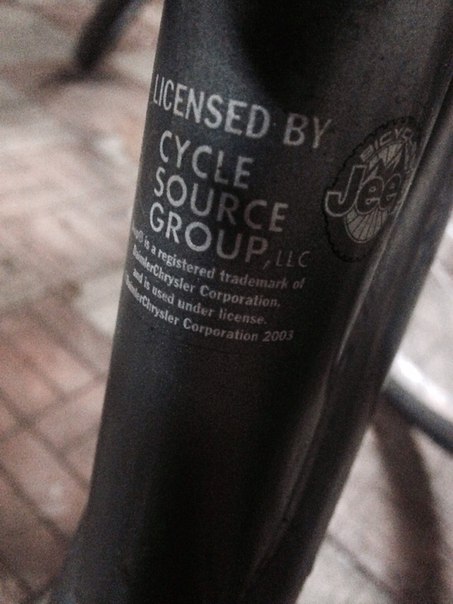 LICENSED BY
CYCLE
SOURCE
GROUP, LLC
is a registered trademark of
DaimlerChrysler Corporation.
and is used under license.
DaimlerChrysler Corporation 2003
Jeep